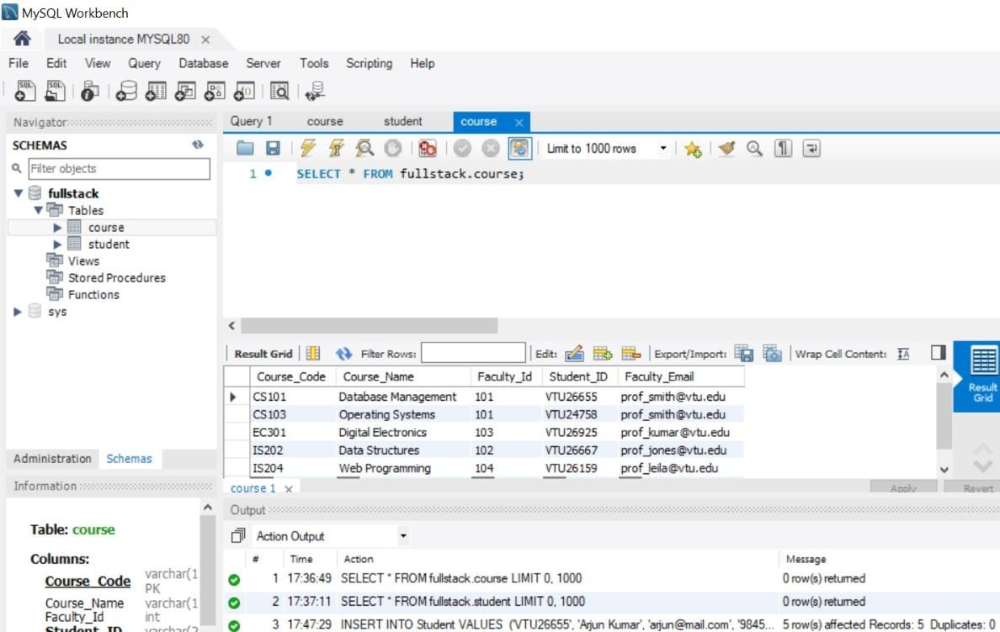 MySQL Workbench
Local instance MYSQL80
File Edit View Query Database Server Tools Scripting Help
Navigator
SCHEMAS
Filter objects
fullstack
Tables
course
student
Views
Stored Procedures
Functions
sys
Administration Schemas
Information
Table: course
Columns:
Course_Code varchar(1
PK
Course_Name varchar(1
Faculty_Id int
Student_ID varchar(2
Query 1 course student course
Limit to 1000 rows
1 SELECT * FROM fullstack.course;
Result Grid Filter Rows: Edit: Export/Import: Wrap Cell Content:
Course_Code Course_Name Faculty_Id Student_ID Faculty_Email
CS101 Database Management 101 VTU26655 prof_smith@vtu.edu
CS103 Operating Systems 101 VTU24758 prof_smith@vtu.edu
EC301 Digital Electronics 103 VTU26925 prof_kumar@vtu.edu
IS202 Data Structures 102 VTU26667 prof_jones@vtu.edu
IS204 Web Programming 104 VTU26159 prof_leila@vtu.edu
Result
Grid
course 1 Apply Revert
Output
Action Output
# Time Action Message
1 17:36:49 SELECT * FROM fullstack.course LIMIT 0, 1000 0 row(s) returned
2 17:37:11 SELECT * FROM fullstack.student LIMIT 0, 1000 0 row(s) returned
3 17:47:29 INSERT INTO Student VALUES ('VTU26655', 'Arjun Kumar', 'arjun@mail.com', '9845... 5 row(s) affected Records: 5 Duplicates: 0